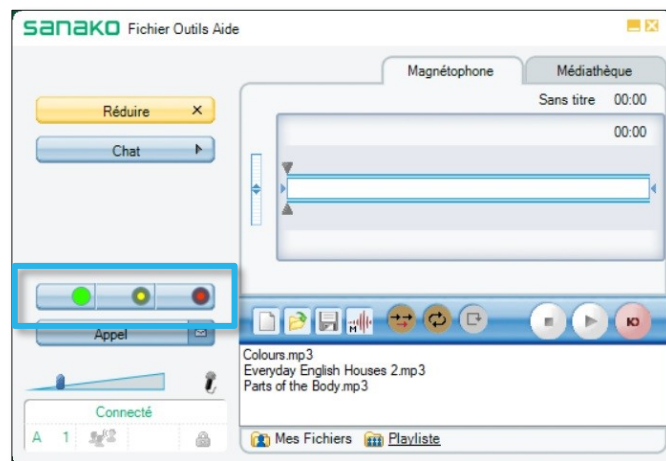 sanako Fichier Outils Aide
Magnétophone Médiathèque
Sans titre 00:00
00:00
Réduire
Chat
Appel
Colours.mp3
Everyday English Houses 2.mp3
Parts of the Body.mp3
Connecté
A 1
Mes Fichiers Playliste